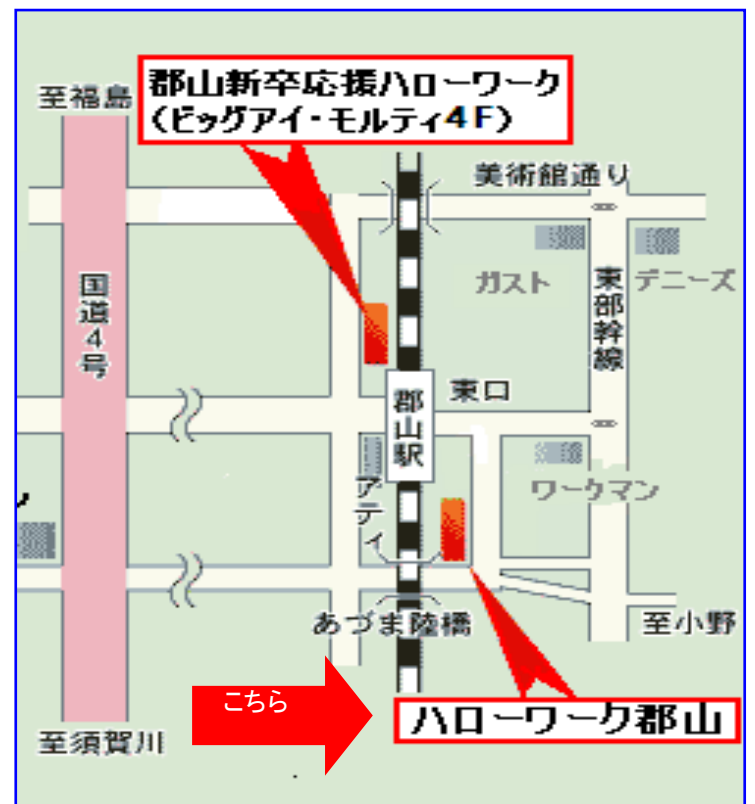 郡山新卒応援ハローワーク
(ビッグアイ・モルティ４Ｆ)
至福島
美術館通り
国道４号
ガスト
東部幹線
デニーズ
東口
郡山駅
アティ
ワークマン
あづま陸橋
至小野
こちら
ハローワーク郡山
至須賀川